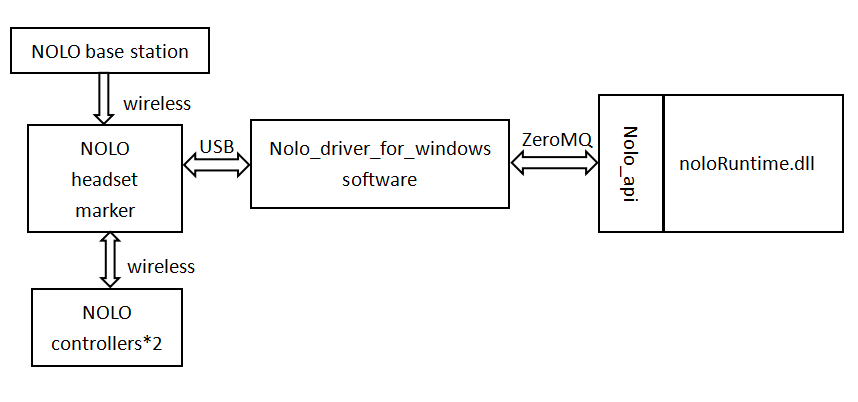 NOLO base station
wireless
NOLO
headset
marker
USB
Nolo_driver_for_windows
software
ZeroMQ
Nolo_api
noloRuntime.dll
wireless
NOLO
controllers*2